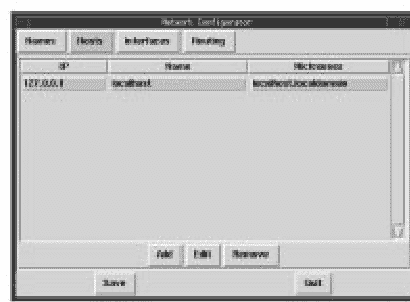 Network Configurator
Names Hosts Interfaces Routing
IP Name Nicknames
127.0.0.1 localhost localhost.localdomain
Add Edit Remove
Save Quit